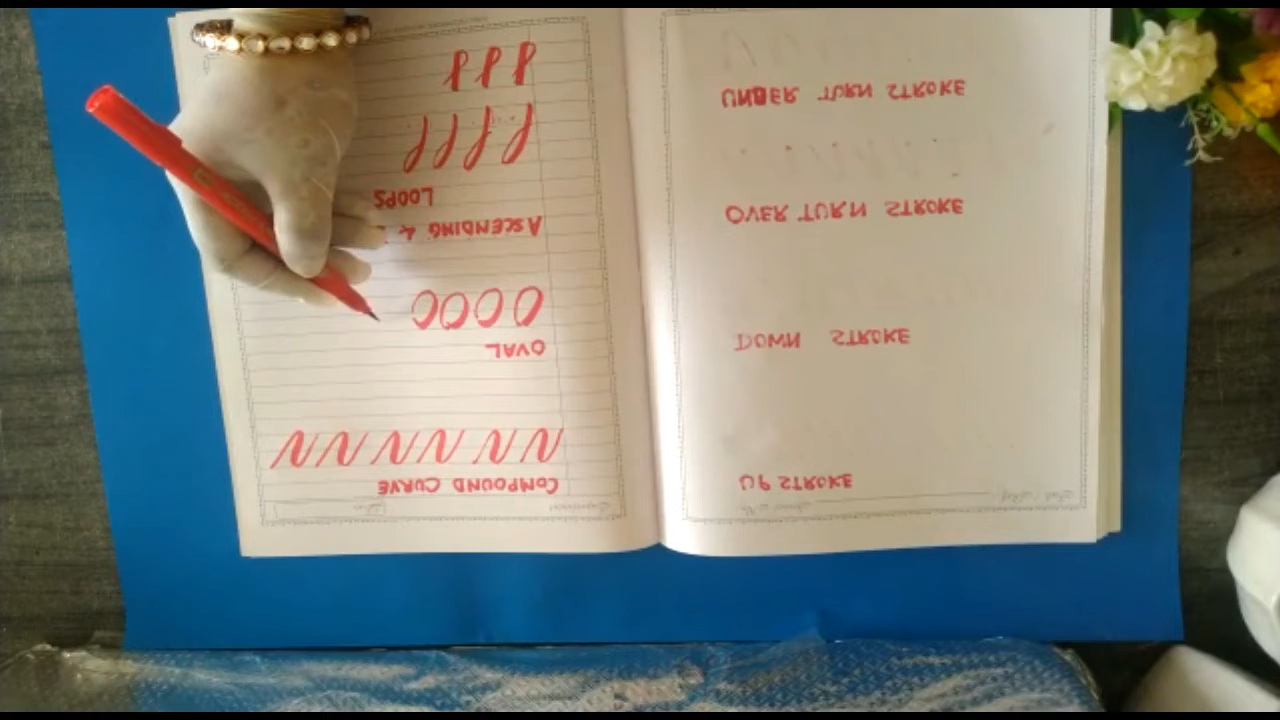 UP STROKE
DOWN STROKE
OVER TURN STROKE
UNDER TURN STROKE
COMPOUND CURVE
OVAL
ASCENDING &
LOOPS